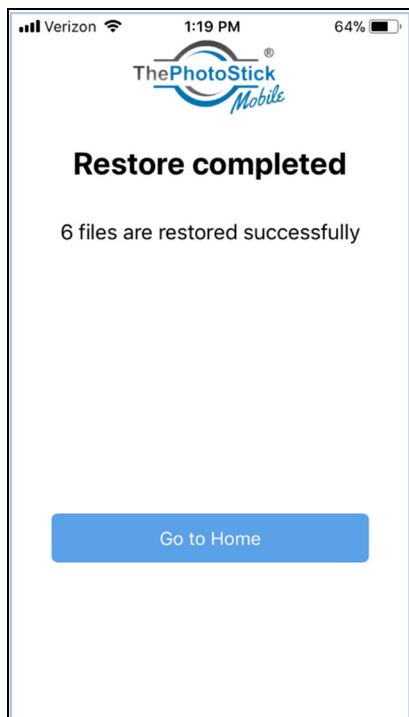 Verizon 1:19 PM 64%
ThePhotoStick®
Mobile
Restore completed
6 files are restored successfully
Go to Home